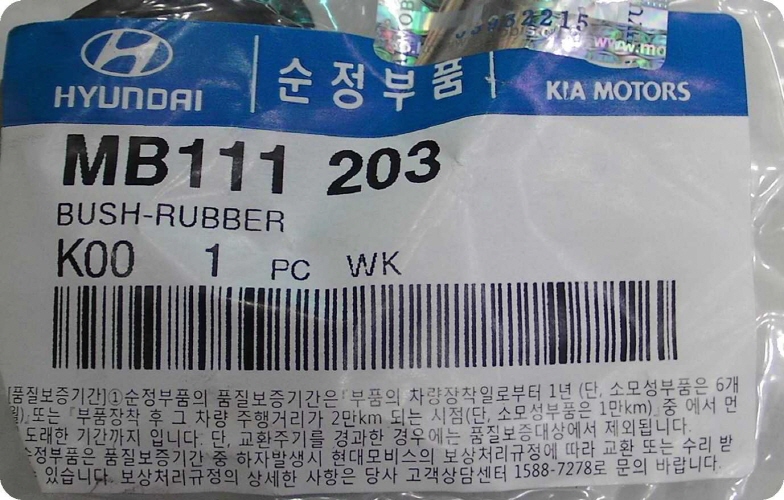 03932215
www.mo
HYUNDAI 순정부품 KIA MOTORS
MB111 203
BUSH-RUBBER
K00 1 PC WK
[품질보증기간] ① 순정부품의 품질보증기간은 『부품의 차량장착일로부터 1년 (단, 소모성부품은 6개
월)』또는 『부품장착 후 그 차량 주행거리가 2만km 되는 시점(단, 소모성부품은 1만km)』중 에서 먼
도래한 기간까지 입니다. 단, 교환주기를 경과한 경우에는 품질보증대상에서 제외됩니다.
순정부품은 품질보증기간 중 하자발생시 현대모비스의 보상처리규정에 따라 교환 또는 수리 받
있습니다. 보상처리규정의 상세한 사항은 당사 고객상담센터 1588-7278로 문의 바랍니다.